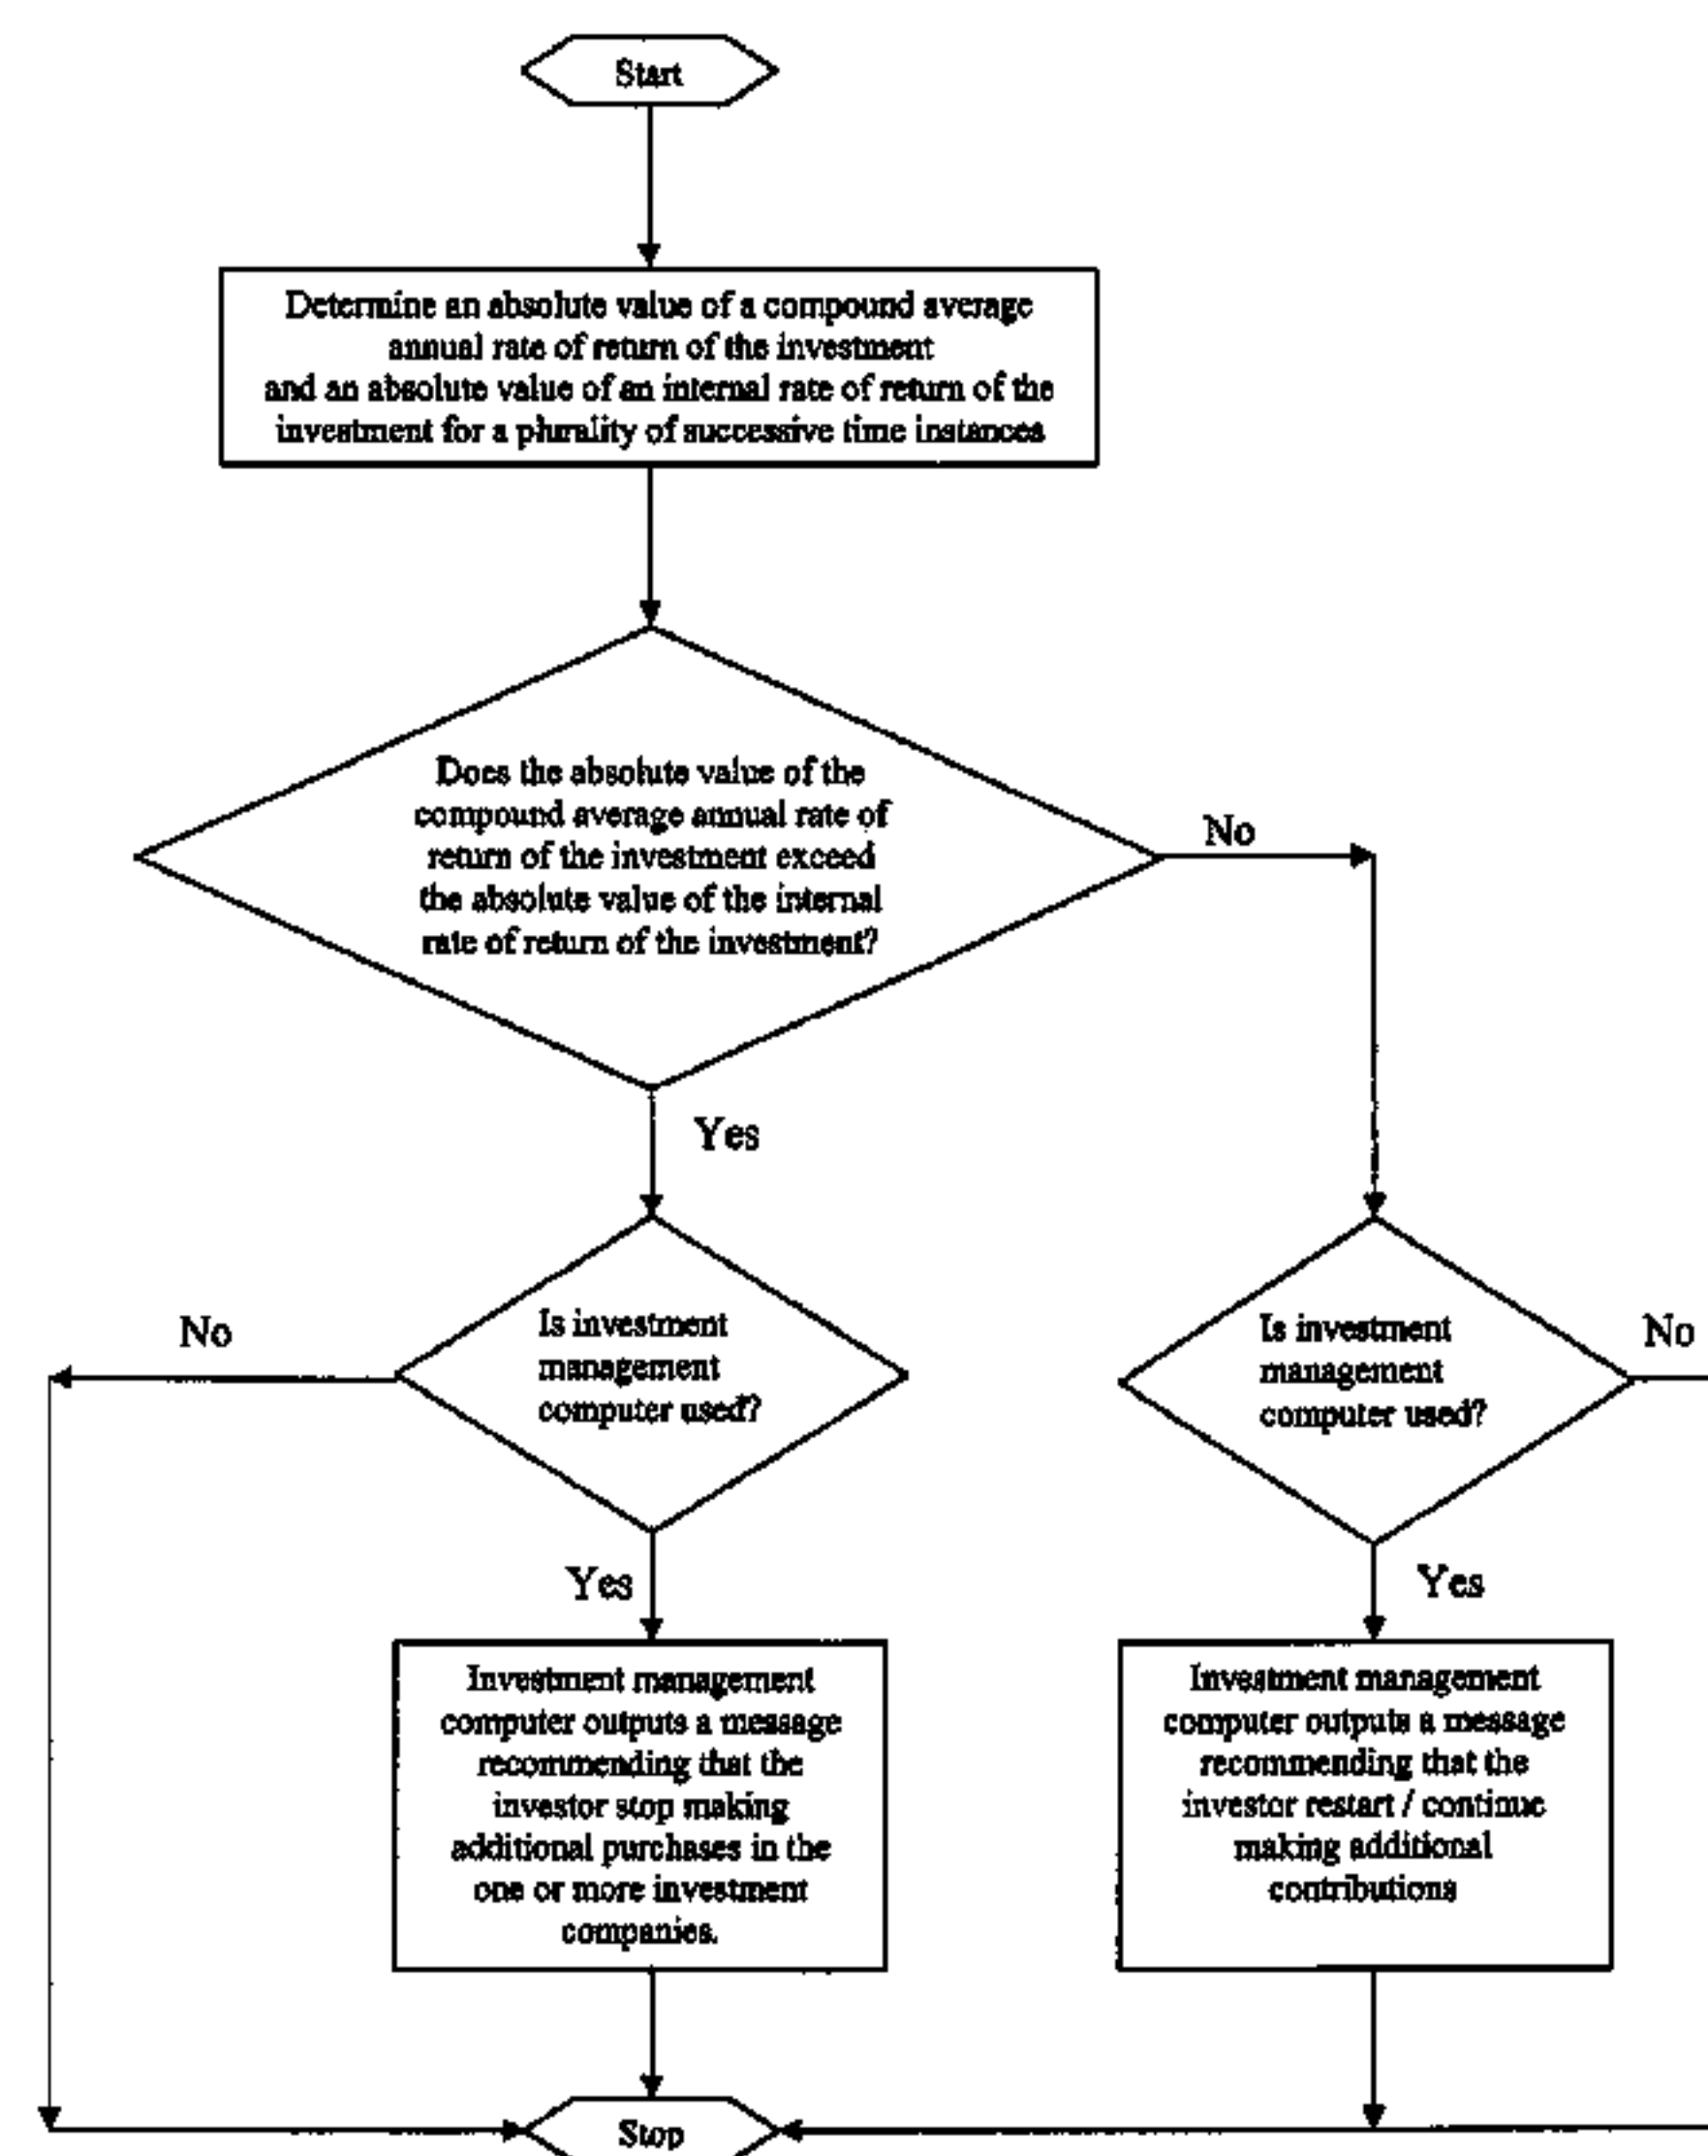 Start
Determine an absolute value of a compound average
annual rate of return of the investment
and an absolute value of an internal rate of return of the
investment for a plurality of successive time instances
Does the absolute value of the
compound average annual rate of
return of the investment exceed
the absolute value of the internal
rate of return of the investment?
No
Yes
No
Is investment
management
computer used?
Is investment
management
computer used?
No
Yes
Yes
Investment management
computer outputs a message
recommending that the
investor stop making
additional purchases in the
one or more investment
companies.
Investment management
computer outputs a message
recommending that the
investor restart / continue
making additional
contributions
Stop